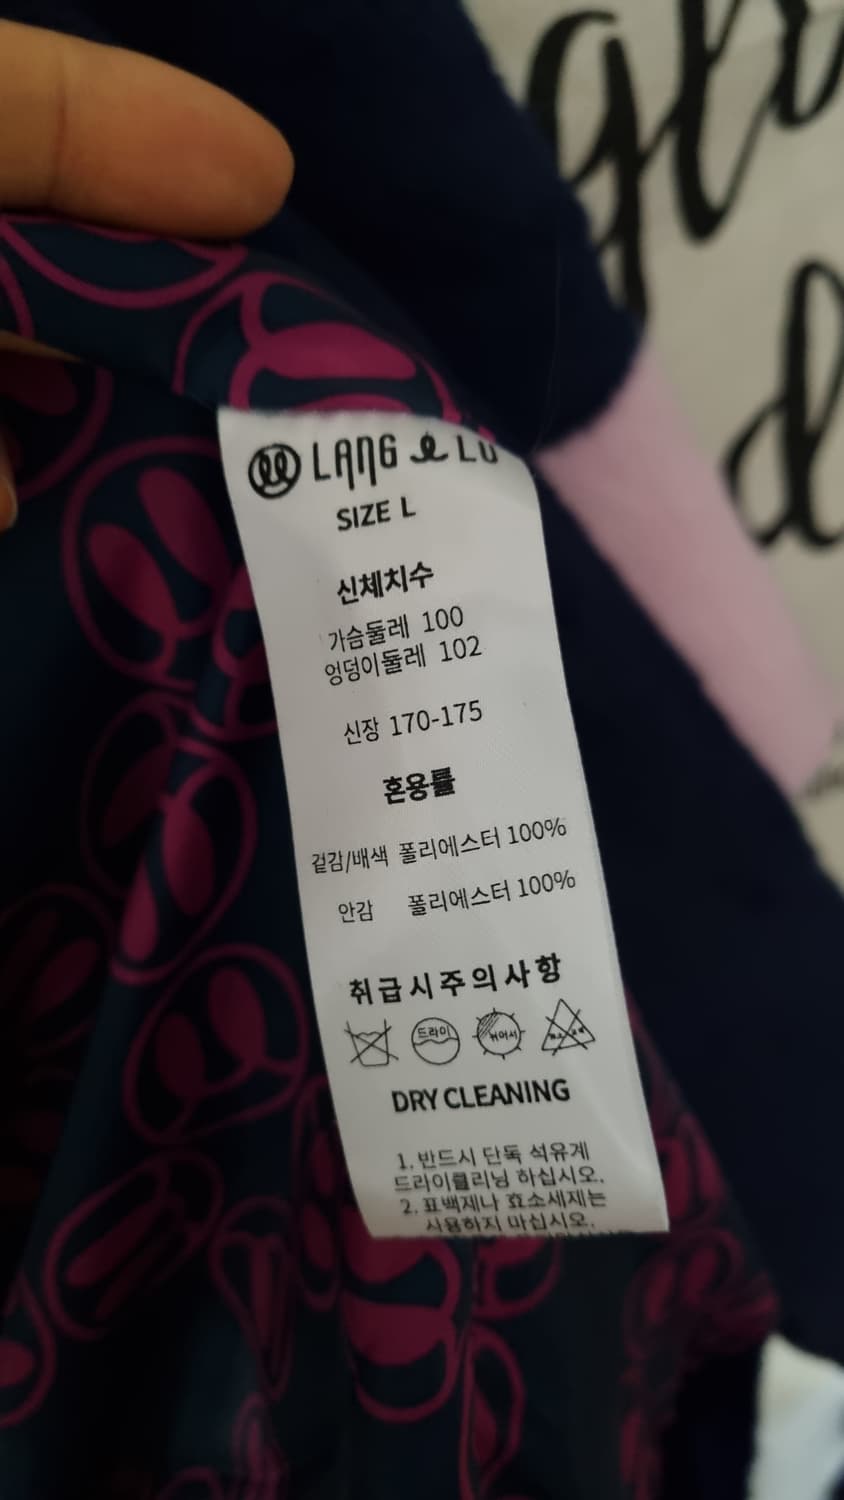 LANG & LU
SIZE L
신체치수
가슴둘레 100
엉덩이둘레 102
신장 170-175
혼용률
겉감/배색 폴리에스터 100%
안감 폴리에스터 100%
취급시주의사항
드라이 뉘어서
DRY CLEANING
1. 반드시 단독 석유계
드라이클리닝 하십시오.
2. 표백제나 효소세제는
사용하지 마십시오.